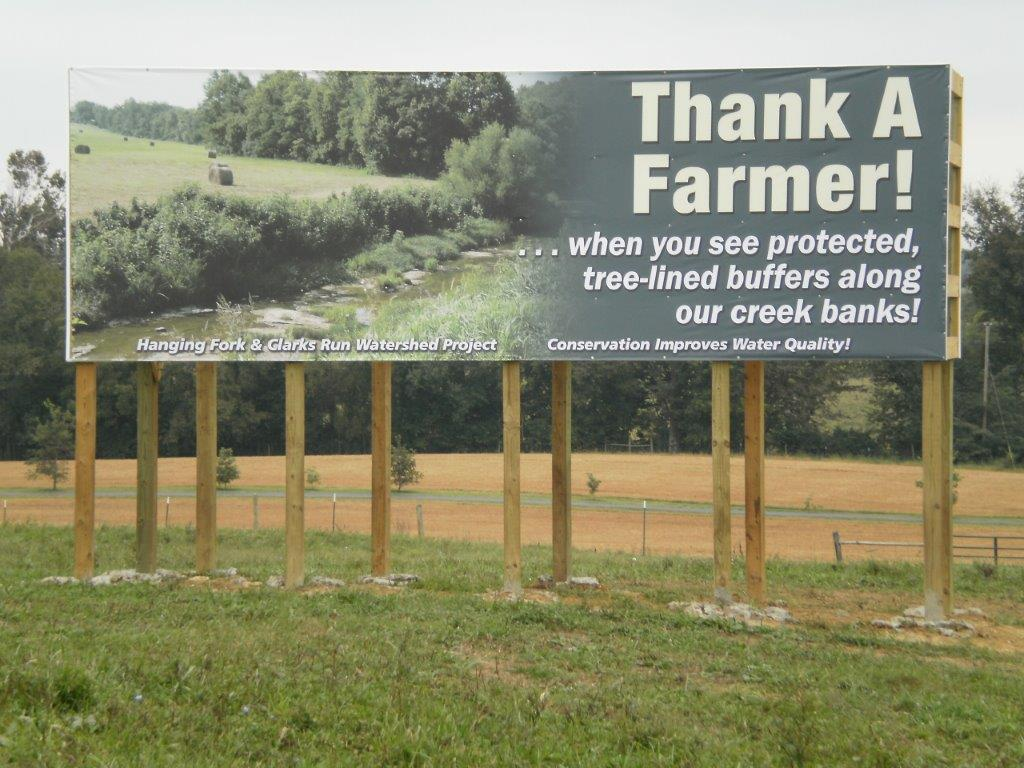 Thank A
Farmer!
... when you see protected,
tree-lined buffers along
our creek banks!
Hanging Fork & Clarks Run Watershed Project
Conservation Improves Water Quality!